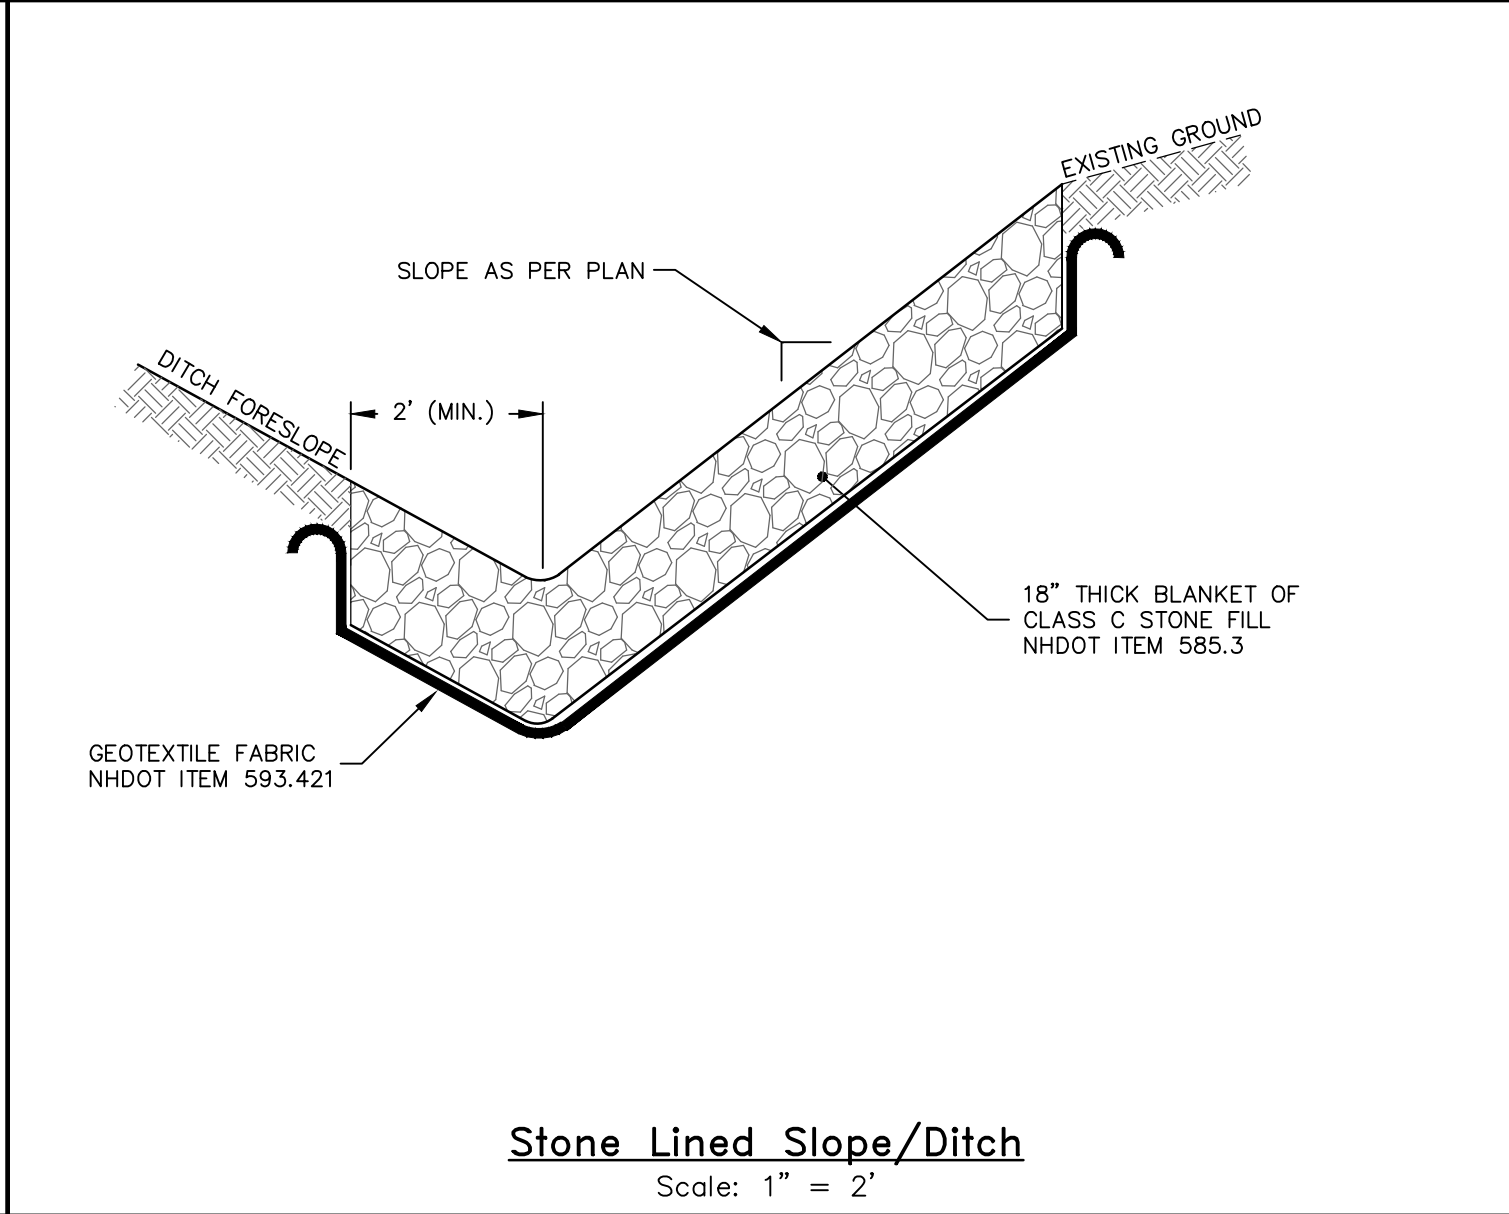 EXISTING GROUND
SLOPE AS PER PLAN
DITCH FORESLOPE
2' (MIN.)
18" THICK BLANKET OF
CLASS C STONE FILL
NHDOT ITEM 585.3
GEOTEXTILE FABRIC
NHDOT ITEM 593.421
Stone Lined Slope/Ditch
Scale: 1" = 2'